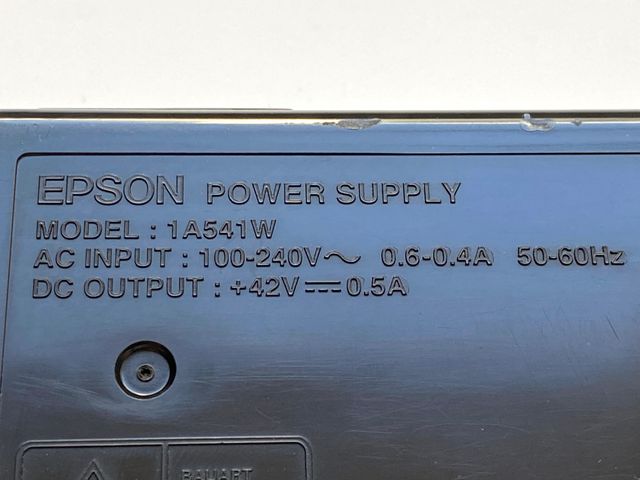 EPSON POWER SUPPLY
MODEL : 1A541W
AC INPUT : 100-240V～ 0.6-0.4A 50-60Hz
DC OUTPUT : +42V⎓0.5A
BAUART